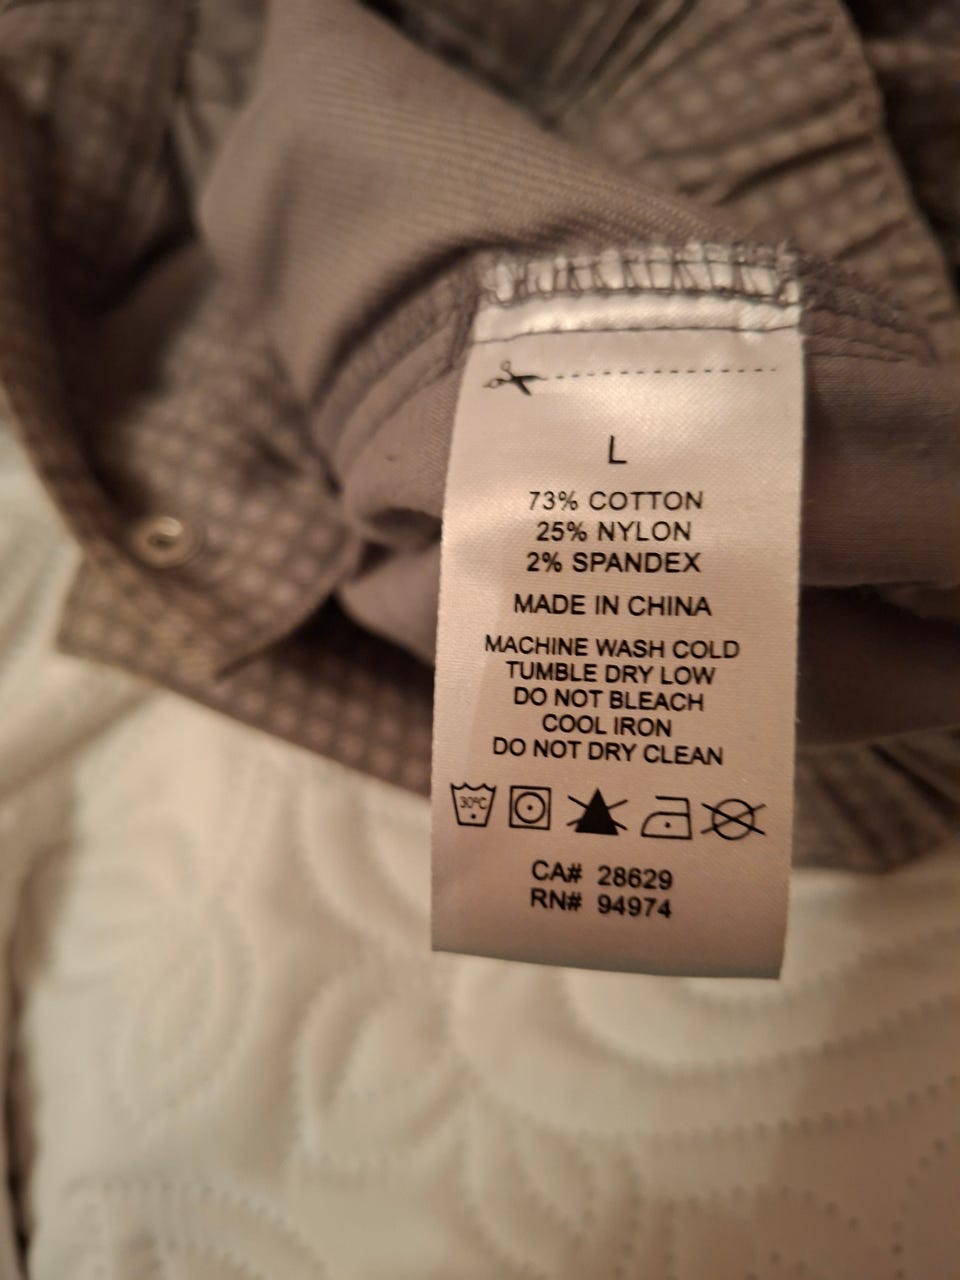 L
73% COTTON
25% NYLON
2% SPANDEX
MADE IN CHINA
MACHINE WASH COLD
TUMBLE DRY LOW
DO NOT BLEACH
COOL IRON
DO NOT DRY CLEAN
30°C
CA# 28629
RN# 94974